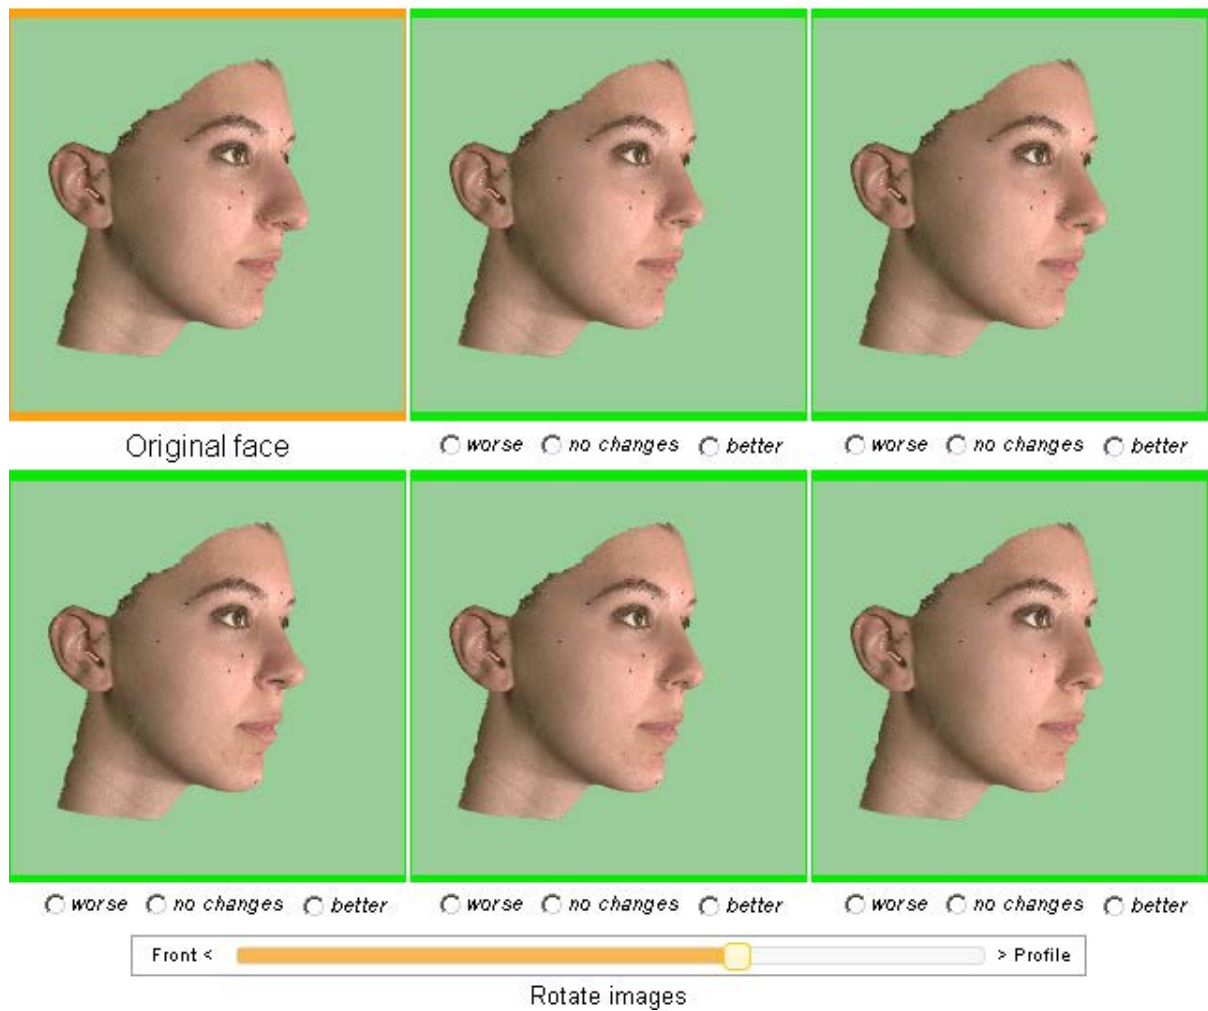 Original face
worse no changes better
worse no changes better
worse no changes better
worse no changes better
worse no changes better
Front < > Profile
Rotate images